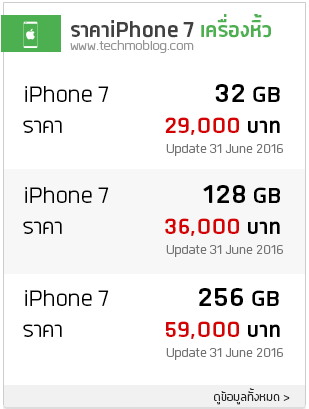 ราคาiPhone 7 เครื่องหิ้ว
www.techmoblog.com
iPhone 7 32 GB
ราคา 29,000 บาท
Update 31 June 2016
iPhone 7 128 GB
ราคา 36,000 บาท
Update 31 June 2016
iPhone 7 256 GB
ราคา 59,000 บาท
Update 31 June 2016
ดูข้อมูลทั้งหมด >